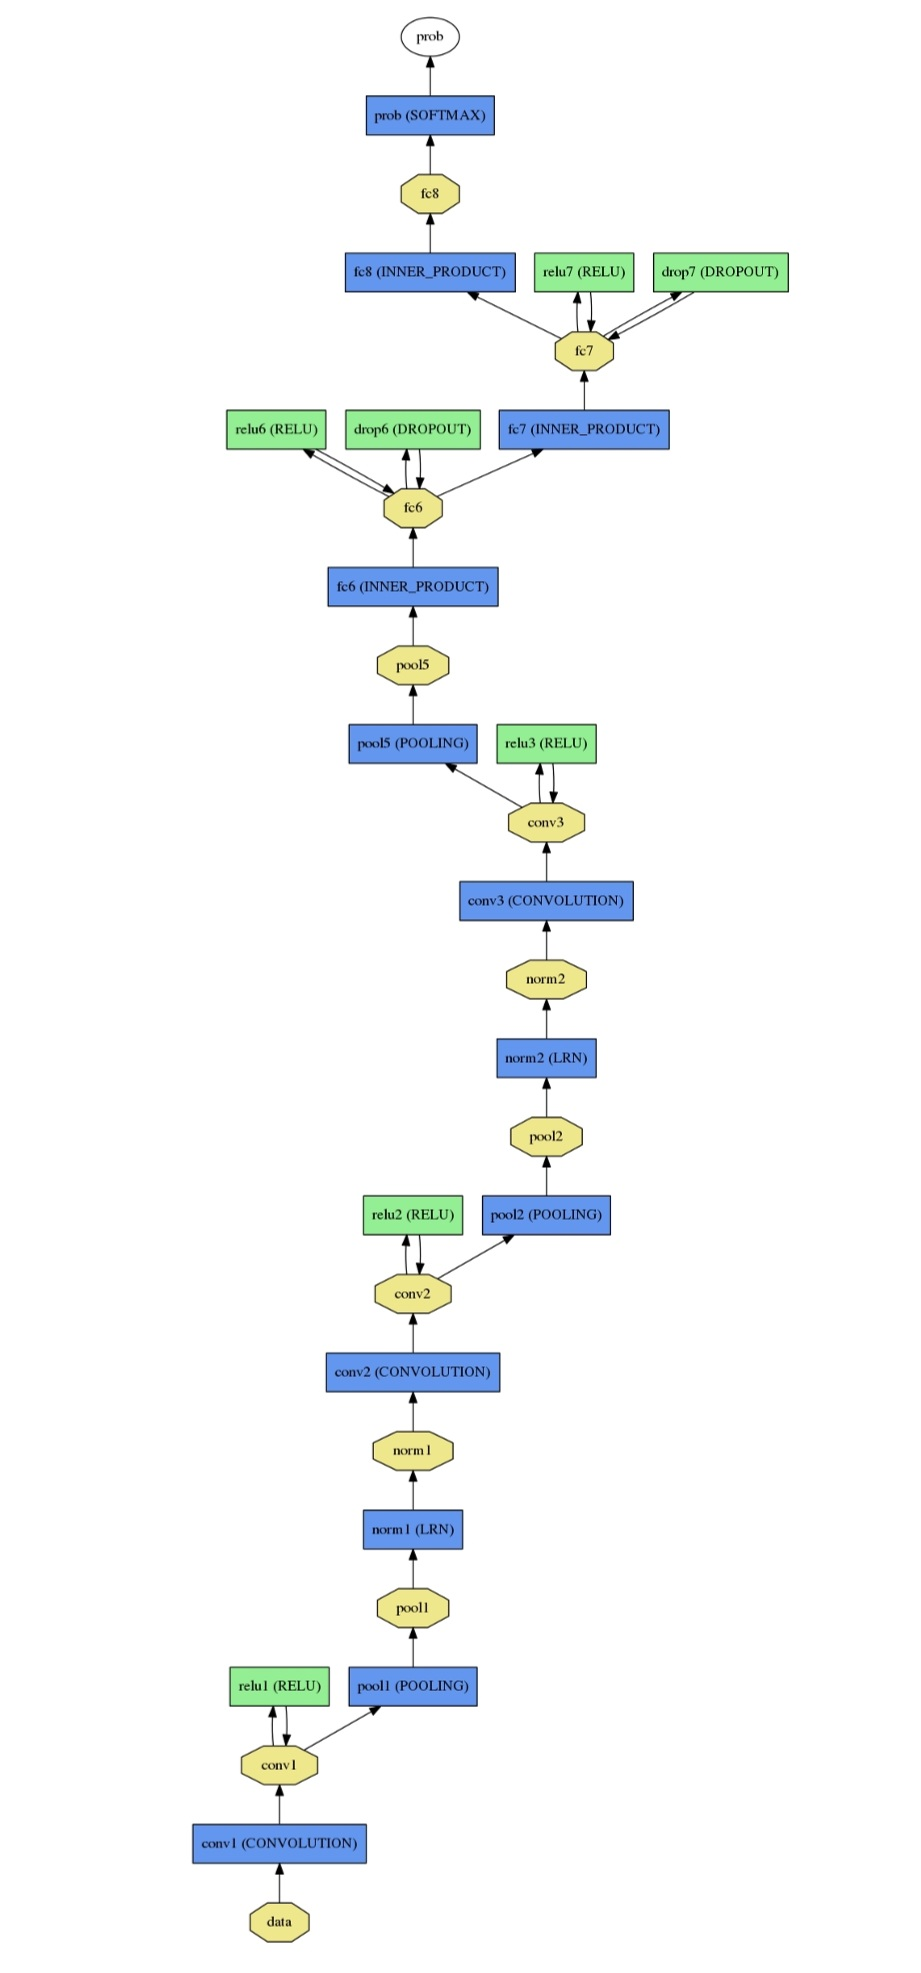 prob
prob (SOFTMAX)
fc8
fc8 (INNER_PRODUCT)
relu7 (RELU)
drop7 (DROPOUT)
fc7
relu6 (RELU)
drop6 (DROPOUT)
fc7 (INNER_PRODUCT)
fc6
fc6 (INNER_PRODUCT)
pool5
pool5 (POOLING)
relu3 (RELU)
conv3
conv3 (CONVOLUTION)
norm2
norm2 (LRN)
pool2
relu2 (RELU)
pool2 (POOLING)
conv2
conv2 (CONVOLUTION)
norm1
norm1 (LRN)
pool1
relu1 (RELU)
pool1 (POOLING)
conv1
conv1 (CONVOLUTION)
data